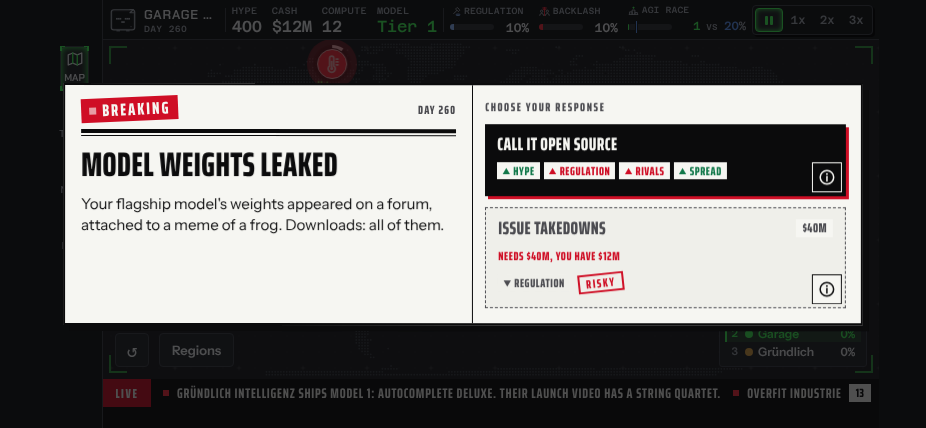 GARAGE ...
DAY 260
HYPE
400
CASH
$12M
COMPUTE
12
MODEL
Tier 1
REGULATION
10%
BACKLASH
10%
AGI RACE
1 vs 20%
1x
2x
3x
MAP
BREAKING
DAY 260
MODEL WEIGHTS LEAKED
Your flagship model's weights appeared on a forum,
attached to a meme of a frog. Downloads: all of them.
CHOOSE YOUR RESPONSE
CALL IT OPEN SOURCE
HYPE
REGULATION
RIVALS
SPREAD
ISSUE TAKEDOWNS
$40M
NEEDS $40M, YOU HAVE $12M
REGULATION
RISKY
Regions
2 Garage 0%
3 Gründlich 0%
LIVE
GRÜNDLICH INTELLIGENZ SHIPS MODEL 1: AUTOCOMPLETE DELUXE. THEIR LAUNCH VIDEO HAS A STRING QUARTET.
OVERFIT INDUSTRIE
13